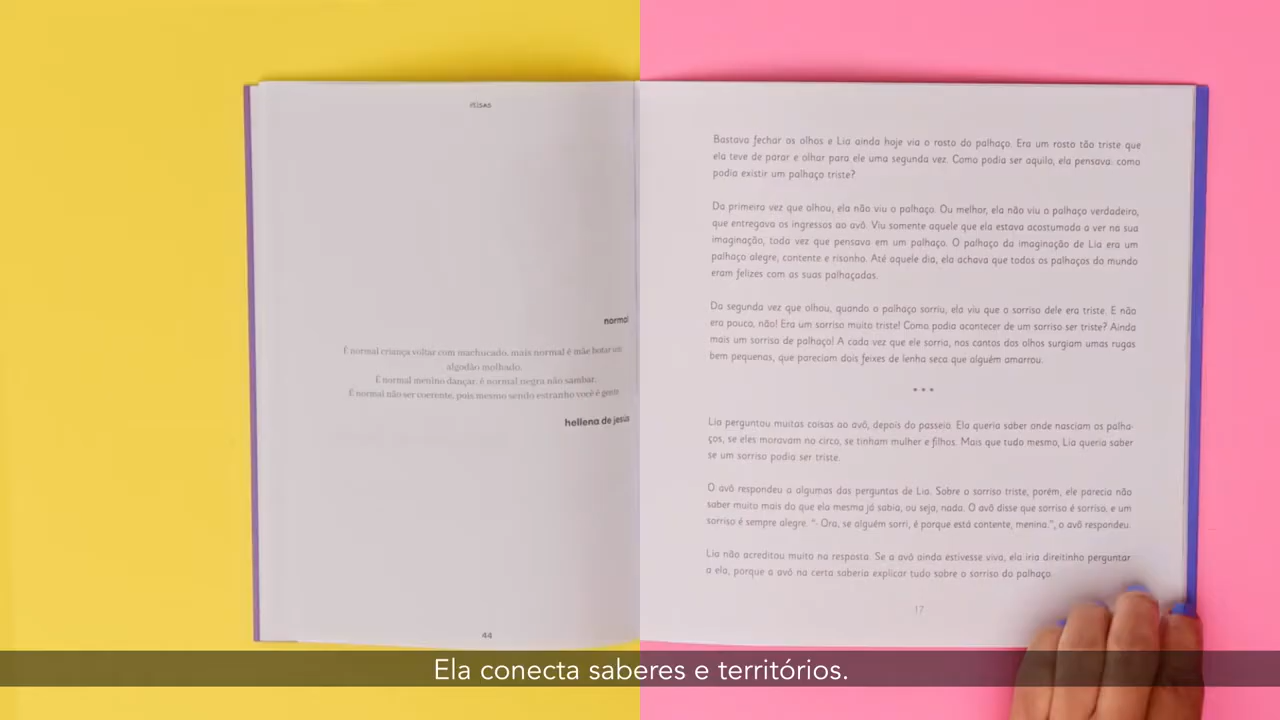 normal
É normal criança voltar com machucado, mais normal é mãe botar um
algodão molhado.
É normal menino dançar, é normal negra não sambar.
É normal não ser coerente, pois mesmo sendo estranho você é gente.
hellena de jesús
44
Bastava fechar os olhos e Lia ainda hoje via o rosto do palhaço. Era um rosto tão triste que
ela teve de parar e olhar para ele uma segunda vez. Como podia ser aquilo, ela pensava, como
podia existir um palhaço triste?
Da primeira vez que olhou, ela não viu o palhaço. Ou melhor, ela não viu o palhaço verdadeiro,
que entregava os ingressos ao avô. Viu somente aquele que ela estava acostumada a ver na sua
imaginação, toda vez que pensava em um palhaço. O palhaço da imaginação de Lia era um
palhaço alegre, contente e risonho. Até aquele dia, ela achava que todos os palhaços do mundo
eram felizes com as suas palhaçadas.
Da segunda vez que olhou, quando o palhaço sorriu, ela viu que o sorriso dele era triste. E não
era pouco, não! Era um sorriso muito triste! Como podia acontecer de um sorriso ser triste? Ainda
mais um sorriso de palhaço! A cada vez que ele sorria, nos cantos dos olhos surgiam umas rugas
bem pequenas, que pareciam dois feixes de lenha seca que alguém amarrou.
• • •
Lia perguntou muitas coisas ao avô, depois do passeio. Ela queria saber onde nasciam os palha-
ços, se eles moravam no circo, se tinham mulher e filhos. Mais que tudo mesmo, Lia queria saber
se um sorriso podia ser triste.
O avô respondeu a algumas das perguntas de Lia. Sobre o sorriso triste, porém, ele parecia não
saber muito mais do que ela mesma já sabia, ou seja, nada. O avô disse que sorriso é sorriso, e um
sorriso é sempre alegre. "- Ora, se alguém sorri, é porque está contente, menina.", o avô respondeu.
Lia não acreditou muito na resposta. Se a avó ainda estivesse viva, ela iria direitinho perguntar
a ela, porque a avó na certa saberia explicar tudo sobre o sorriso do palhaço.
17
Ela conecta saberes e territórios.